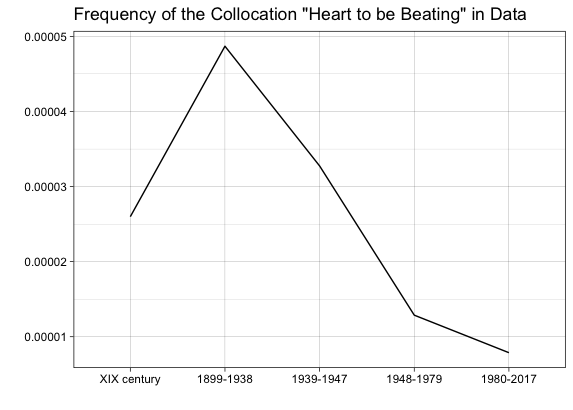 Frequency of the Collocation "Heart to be Beating" in Data
0.00005
0.00004
0.00003
0.00002
0.00001
XIX century 1899-1938 1939-1947 1948-1979 1980-2017